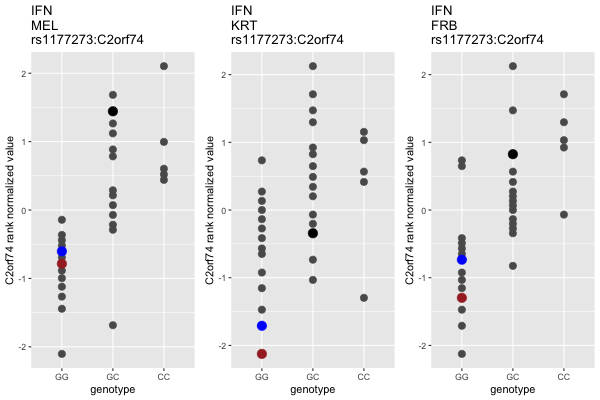 IFN
MEL
rs1177273:C2orf74
C2orf74 rank normalized value
2
1
0
-1
-2
GG
GC
CC
genotype
IFN
KRT
rs1177273:C2orf74
C2orf74 rank normalized value
2
1
0
-1
-2
GG
GC
CC
genotype
IFN
FRB
rs1177273:C2orf74
C2orf74 rank normalized value
2
1
0
-1
-2
GG
GC
CC
genotype